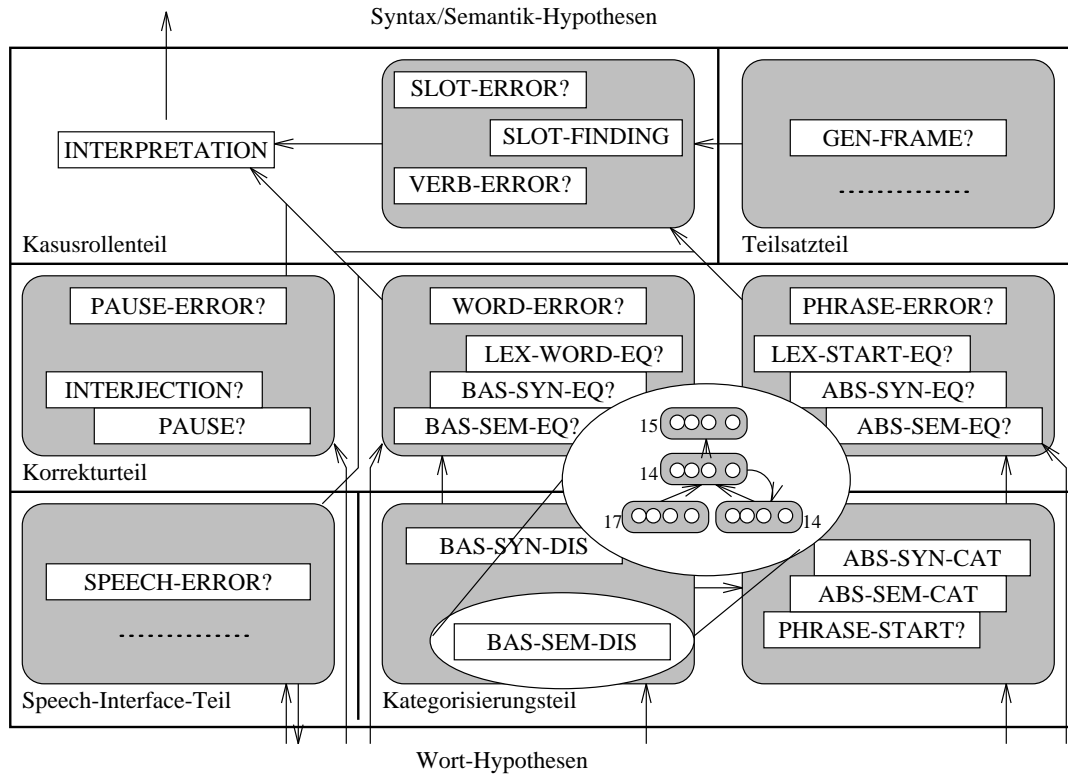 Syntax/Semantik-Hypothesen
SLOT-ERROR?
SLOT-FINDING
VERB-ERROR?
INTERPRETATION
GEN-FRAME?
Kasusrollenteil
Teilsatzteil
PAUSE-ERROR?
INTERJECTION?
PAUSE?
Korrekturteil
WORD-ERROR?
LEX-WORD-EQ?
BAS-SYN-EQ?
BAS-SEM-EQ?
PHRASE-ERROR?
LEX-START-EQ?
ABS-SYN-EQ?
ABS-SEM-EQ?
15
14
17
14
SPEECH-ERROR?
Speech-Interface-Teil
BAS-SYN-DIS
BAS-SEM-DIS
Kategorisierungsteil
ABS-SYN-CAT
ABS-SEM-CAT
PHRASE-START?
Wort-Hypothesen